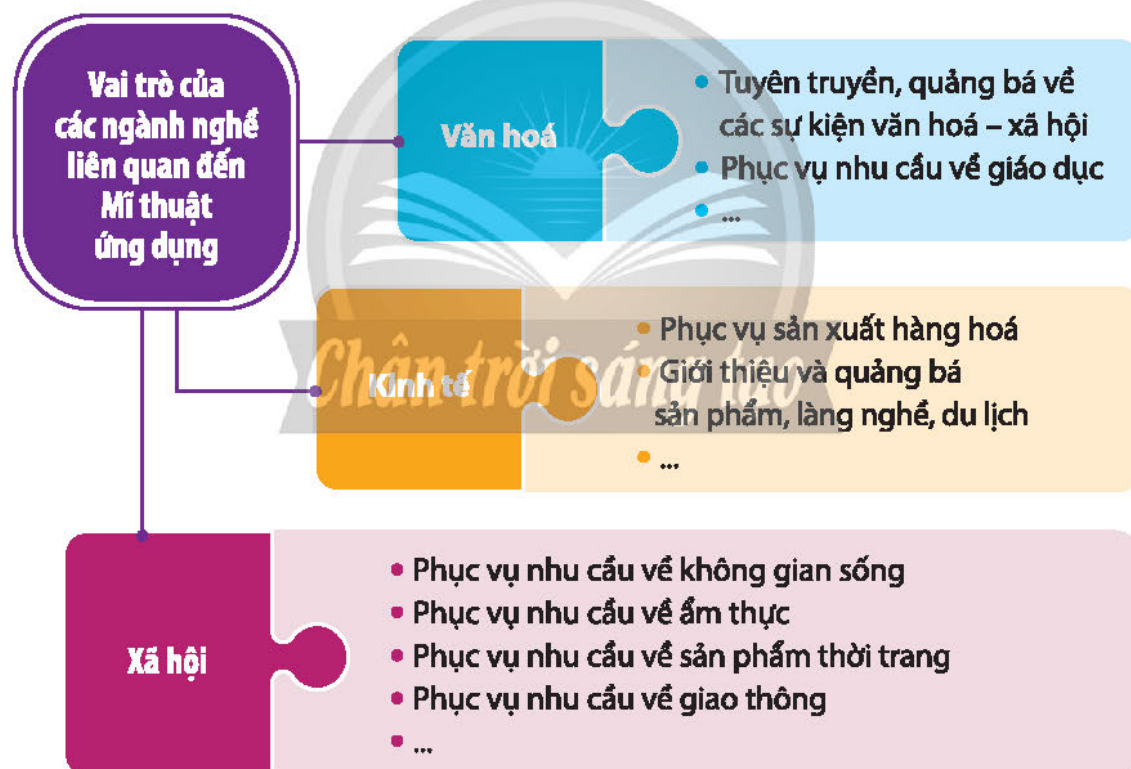 Vai trò của
các ngành nghề
liên quan đến
Mĩ thuật
ứng dụng
Văn hoá
• Tuyên truyền, quảng bá về
các sự kiện văn hoá – xã hội
• Phục vụ nhu cầu về giáo dục
• ...
Kinh tế
• Phục vụ sản xuất hàng hoá
• Giới thiệu và quảng bá
sản phẩm, làng nghề, du lịch
• ...
Chân trời sáng tạo
Xã hội
• Phục vụ nhu cầu về không gian sống
• Phục vụ nhu cầu về ẩm thực
• Phục vụ nhu cầu về sản phẩm thời trang
• Phục vụ nhu cầu về giao thông
• ...